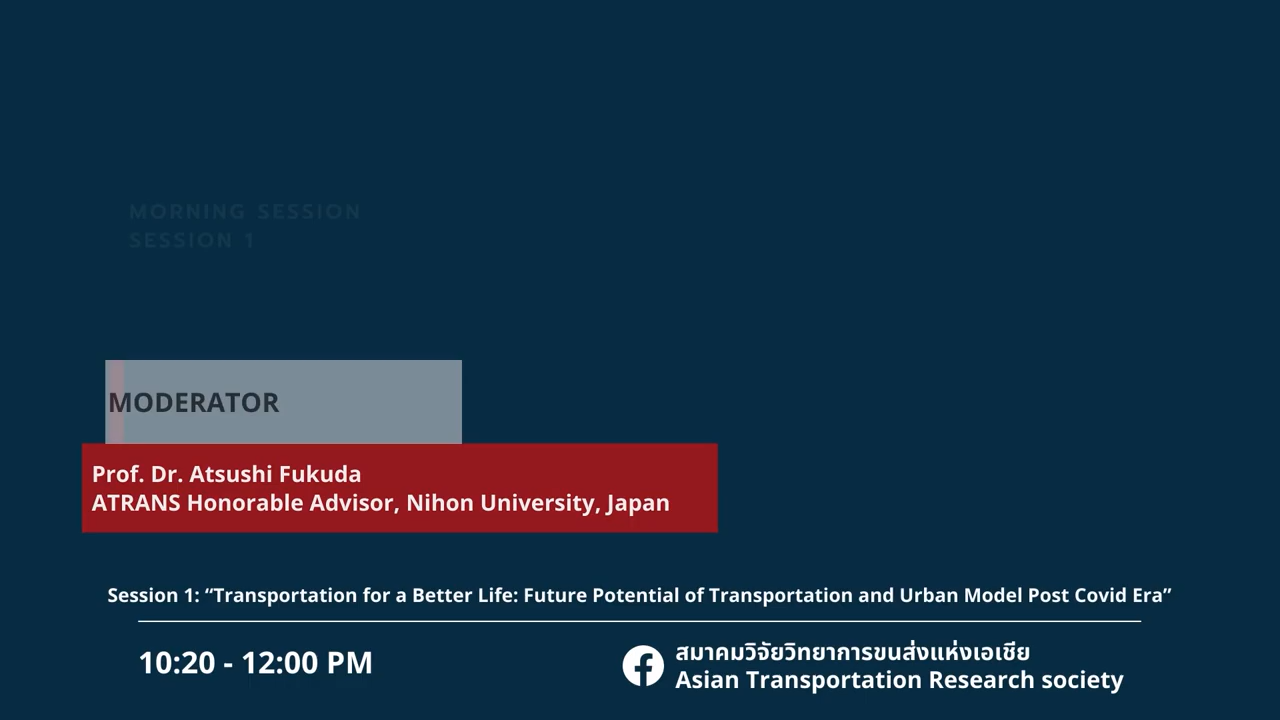 MORNING SESSION
SESSION 1
MODERATOR
Prof. Dr. Atsushi Fukuda
ATRANS Honorable Advisor, Nihon University, Japan
Session 1: “Transportation for a Better Life: Future Potential of Transportation and Urban Model Post Covid Era”
10:20 - 12:00 PM
สมาคมวิจัยวิทยาการขนส่งแห่งเอเชีย
Asian Transportation Research society